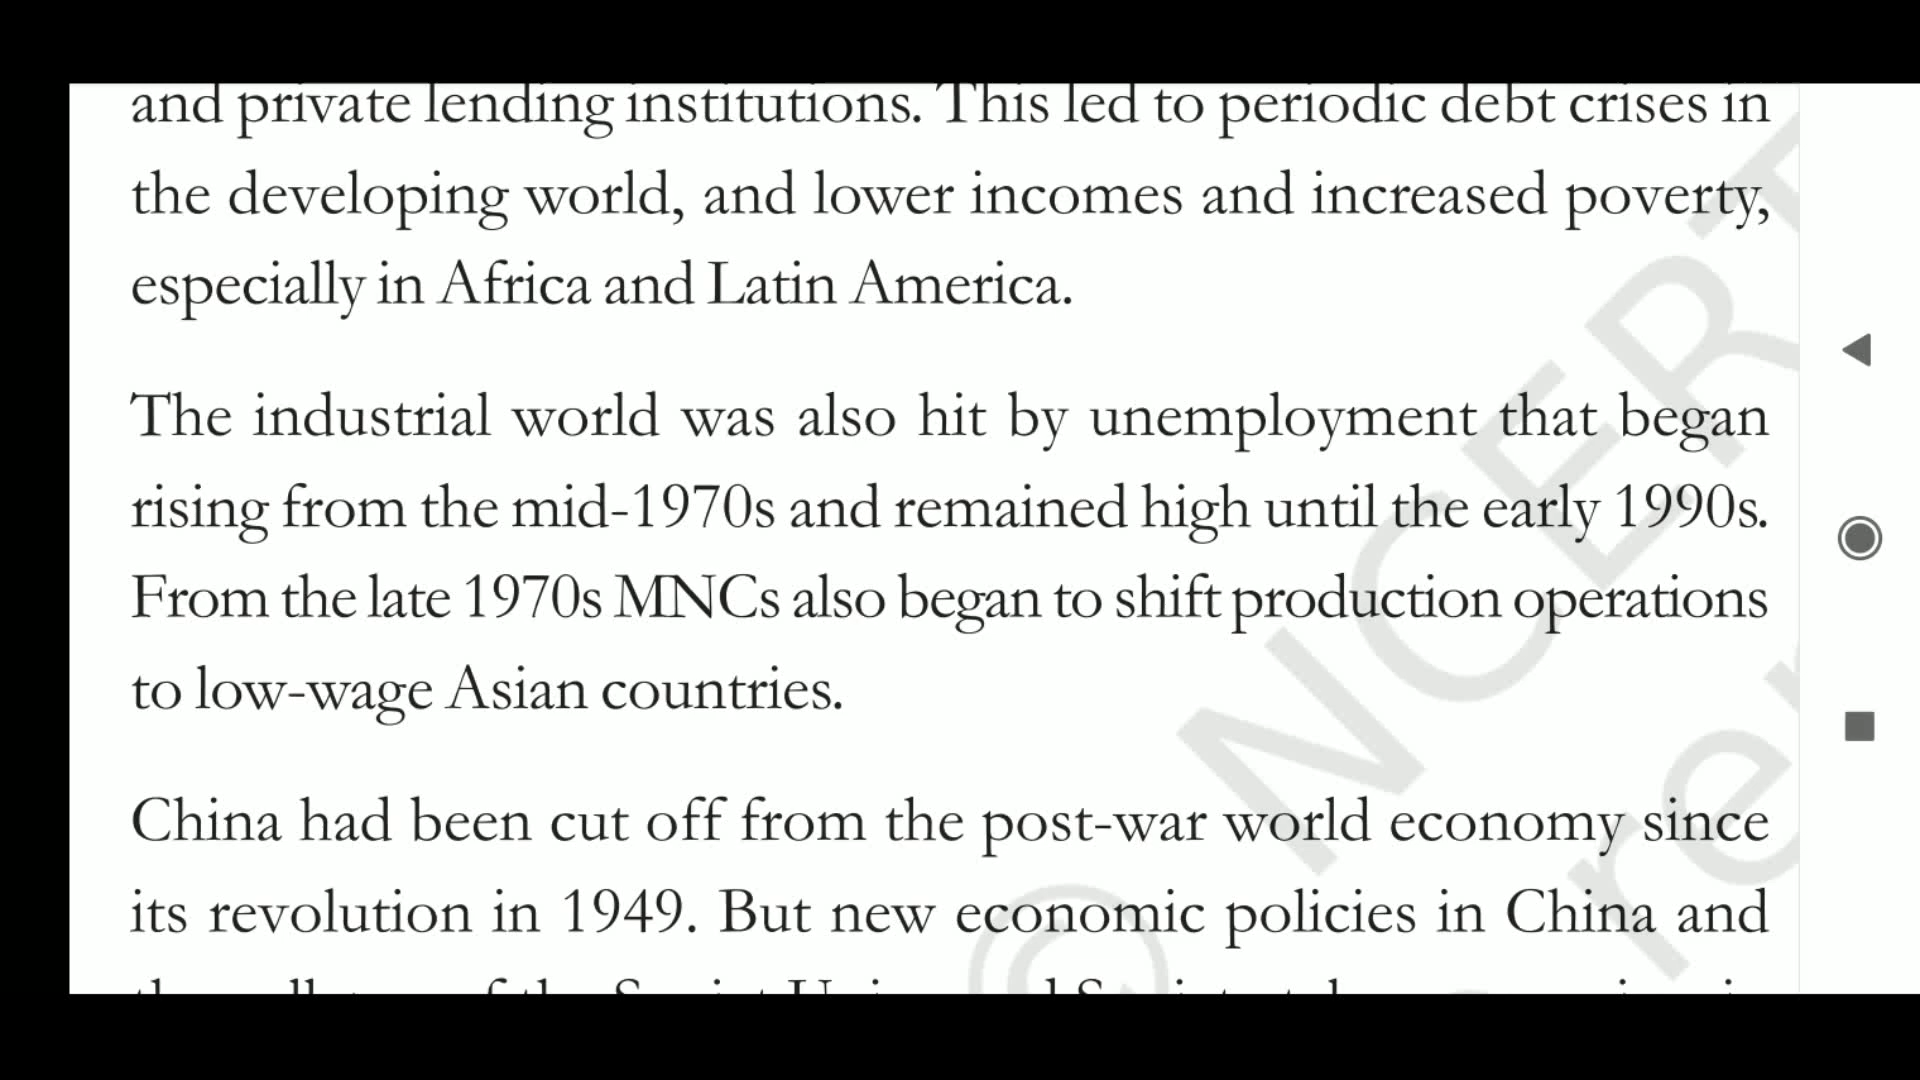 and private lending institutions. This led to periodic debt crises in
the developing world, and lower incomes and increased poverty,
especially in Africa and Latin America.
The industrial world was also hit by unemployment that began
rising from the mid-1970s and remained high until the early 1990s.
From the late 1970s MNCs also began to shift production operations
to low-wage Asian countries.
China had been cut off from the post-war world economy since
its revolution in 1949. But new economic policies in China and
© NCERT